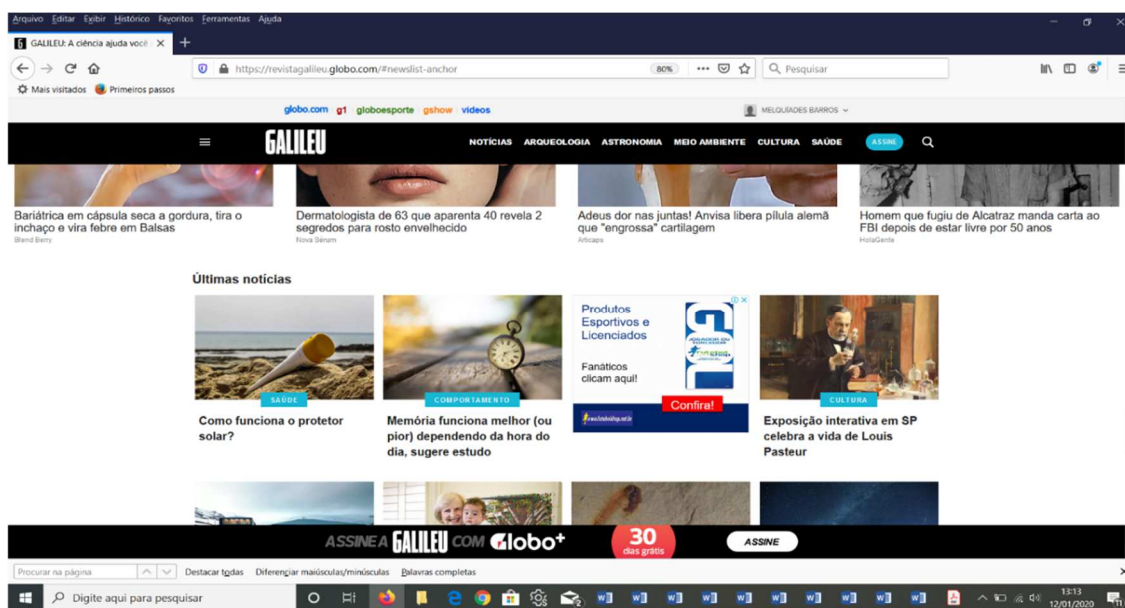 Arquivo Editar Exibir Histórico Favoritos Ferramentas Ajuda
GALILEU: A ciência ajuda você
https://revistagalileu.globo.com/#newslist-anchor
80%
Pesquisar
Mais visitados Primeiros passos
globo.com g1 globoesporte gshow videos
MELQUÍADES BARROS
GALILEU
NOTÍCIAS ARQUEOLOGIA ASTRONOMIA MEIO AMBIENTE CULTURA SAÚDE
ASSINE
Bariátrica em cápsula seca a gordura, tira o
inchaço e vira febre em Balsas
Blend Berry
Dermatologista de 63 que aparenta 40 revela 2
segredos para rosto envelhecido
Nova Sérum
Adeus dor nas juntas! Anvisa libera pílula alemã
que "engrossa" cartilagem
Articaps
Homem que fugiu de Alcatraz manda carta ao
FBI depois de estar livre por 50 anos
HolaGente
Últimas notícias
SAÚDE
Como funciona o protetor
solar?
COMPORTAMENTO
Memória funciona melhor (ou
pior) dependendo da hora do
dia, sugere estudo
Produtos
Esportivos e
Licenciados
Fanáticos
clicam aqui!
GOL
Confira!
CULTURA
Exposição interativa em SP
celebra a vida de Louis
Pasteur
ASSINE A GALILEU COM Globo+
30
dias grátis
ASSINE
Procurar na página
Destacar todas Diferenciar maiúsculas/minúsculas Palavras completas
Digite aqui para pesquisar
13:13
12/01/2020